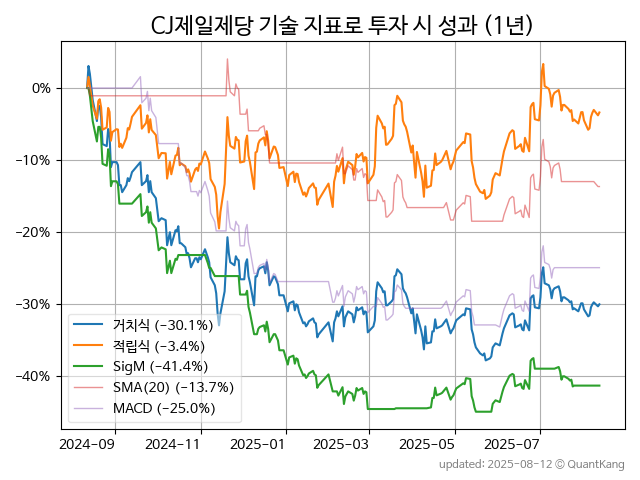 CJ제일제당 기술 지표로 투자 시 성과 (1년)
0%
−10%
−20%
−30%
−40%
거치식 (−30.1%)
적립식 (−3.4%)
SigM (−41.4%)
SMA(20) (−13.7%)
MACD (−25.0%)
2024−09 2024−11 2025−01 2025−03 2025−05 2025−07
updated: 2025-08-12 © QuantKang